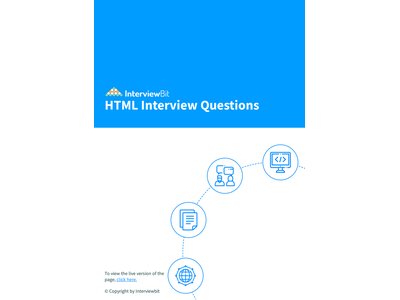 InterviewBit
HTML Interview Questions
</>
To view the live version of the
page, click here.
© Copyright by Interviewbit